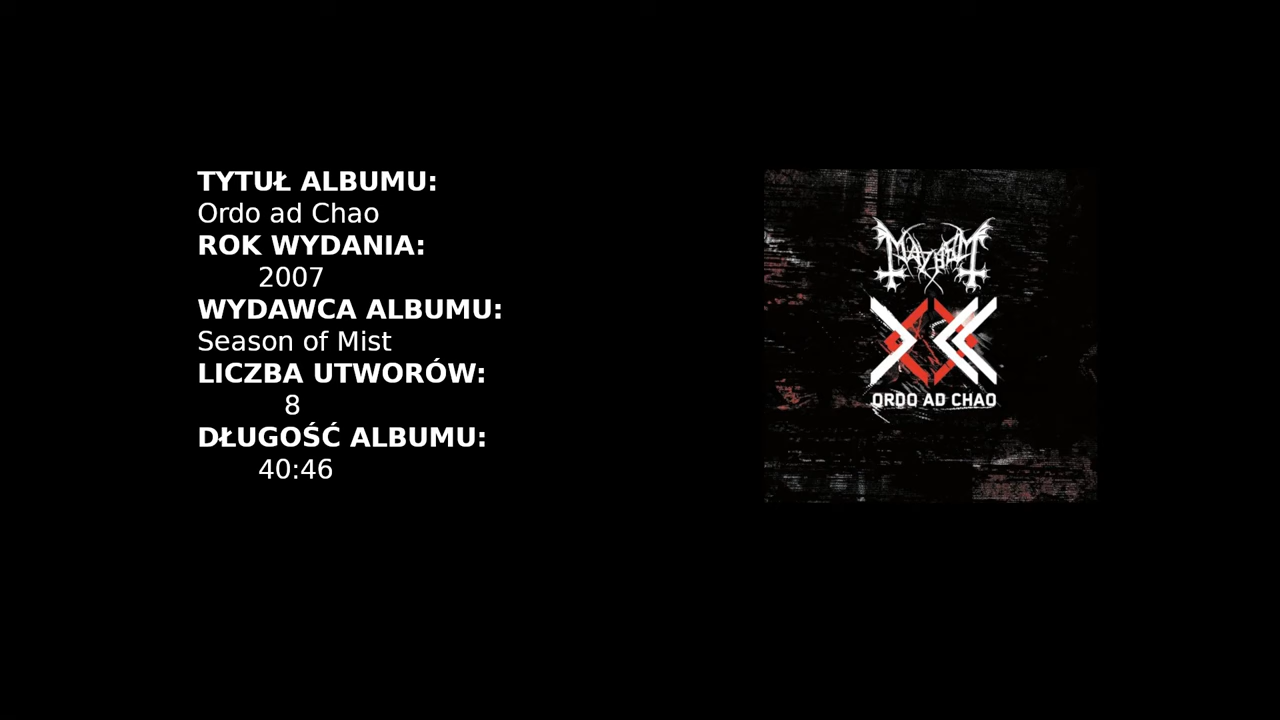 TYTUŁ ALBUMU:
Ordo ad Chao
ROK WYDANIA:
2007
WYDAWCA ALBUMU:
Season of Mist
LICZBA UTWORÓW:
8
DŁUGOŚĆ ALBUMU:
40:46
MAYHEM
ORDO AD CHAO